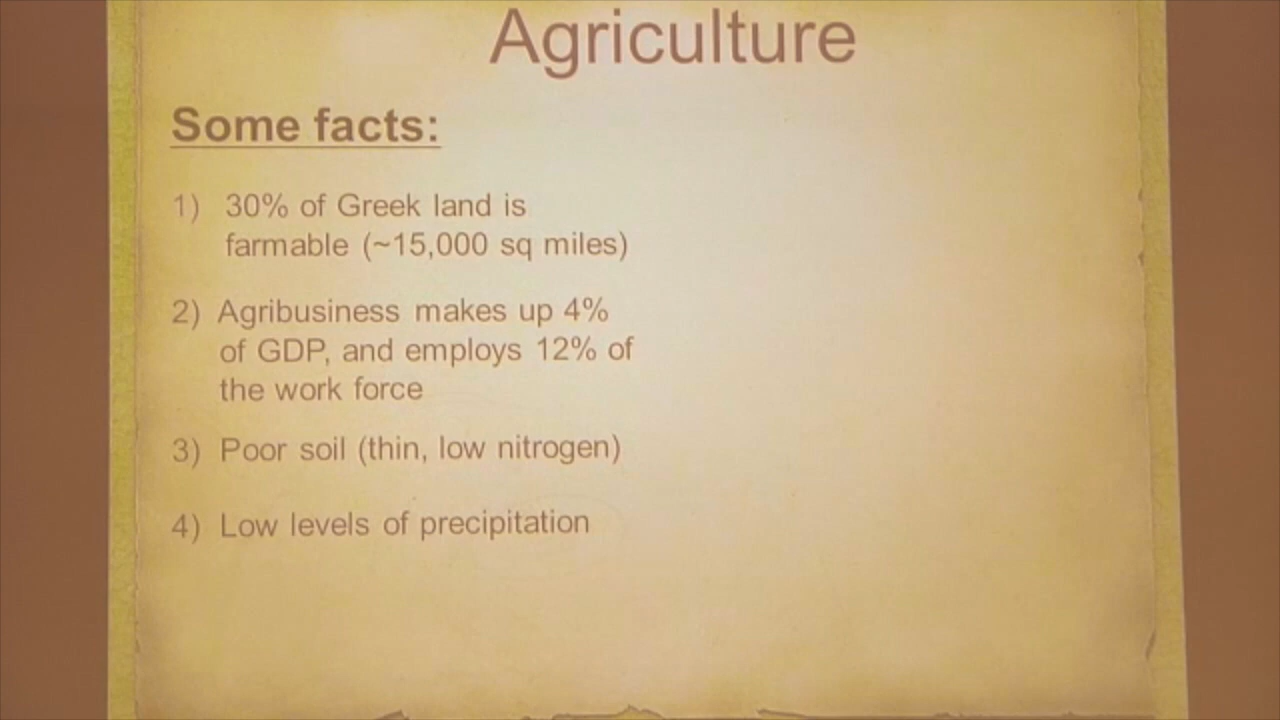 Agriculture
Some facts:
1) 30% of Greek land is
farmable (~15,000 sq miles)
2) Agribusiness makes up 4%
of GDP, and employs 12% of
the work force
3) Poor soil (thin, low nitrogen)
4) Low levels of precipitation